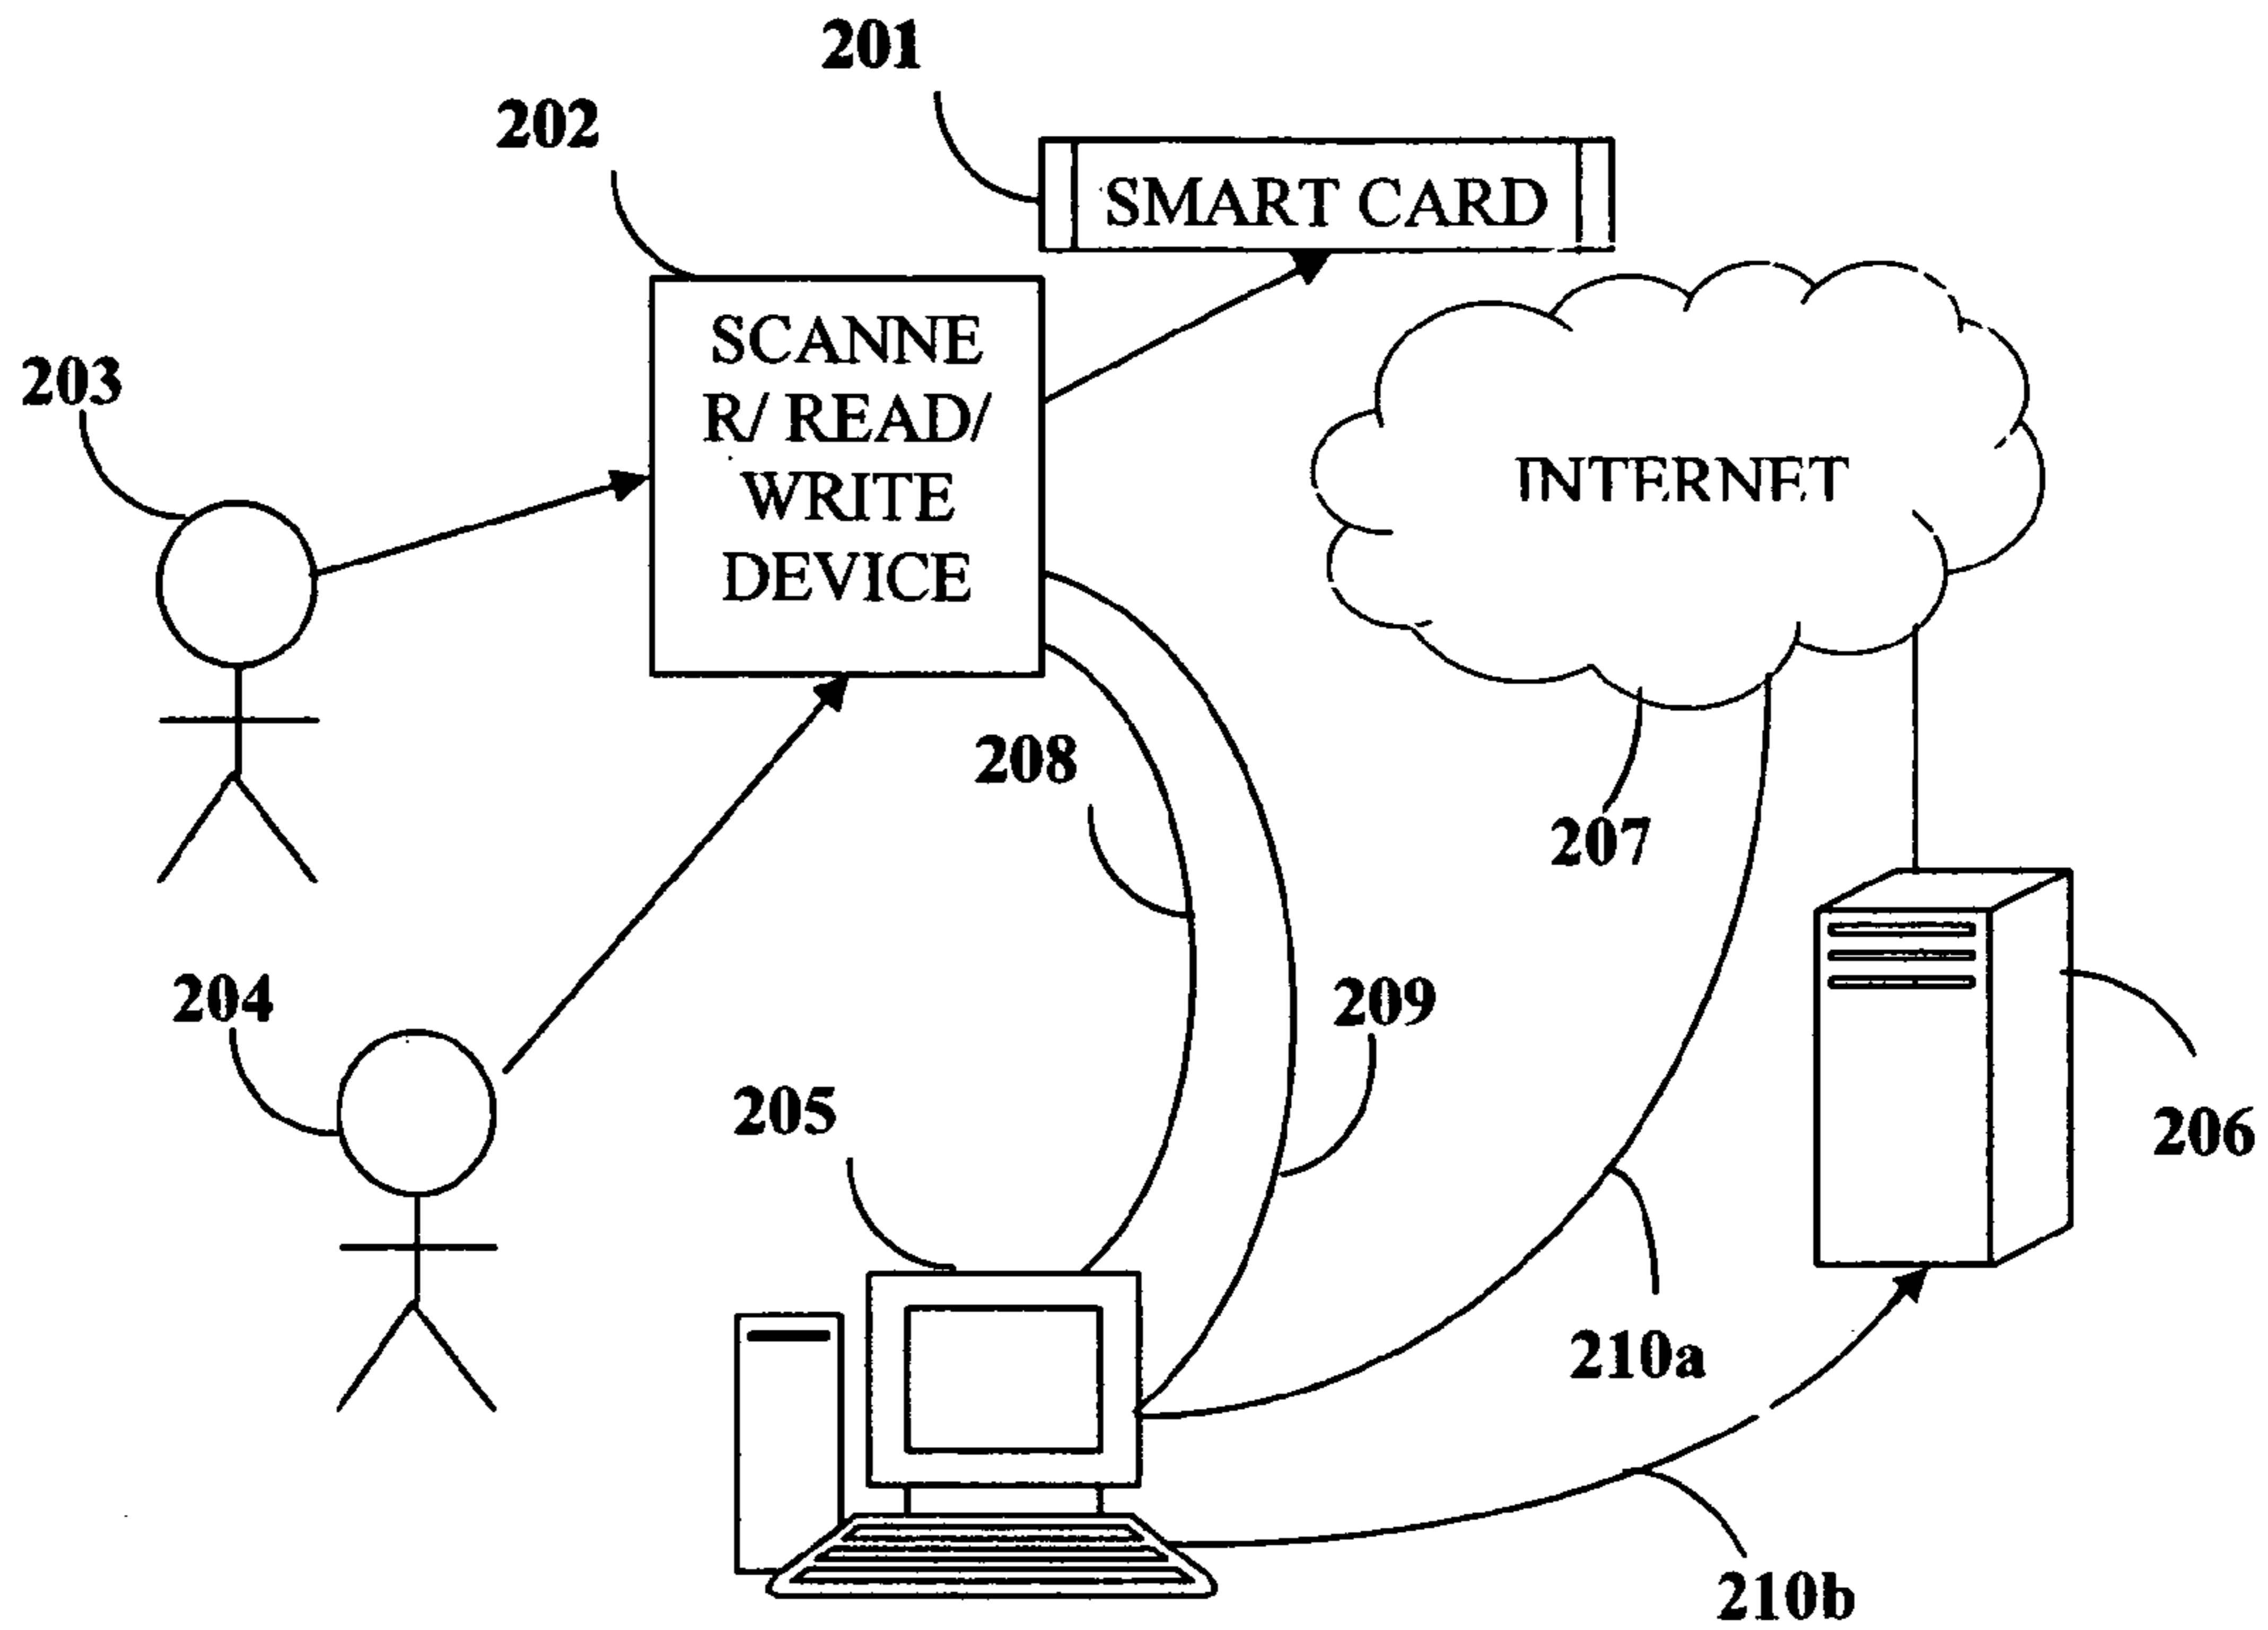 201
202
SMART CARD
SCANNE
R/ READ/
WRITE
DEVICE
203
INTERNET
208
207
204
209
205
206
210a
210b